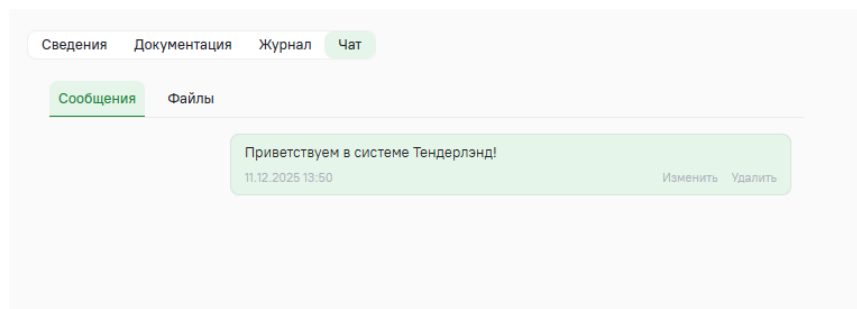 Сведения Документация Журнал Чат
Сообщения Файлы
Приветствуем в системе Тендерлэнд!
11.12.2025 13:50 Изменить Удалить